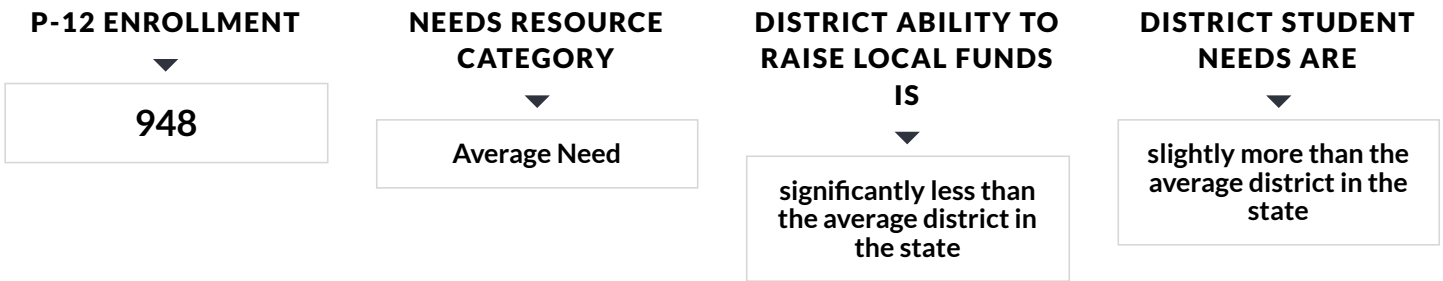 P-12 ENROLLMENT
948
NEEDS RESOURCE
CATEGORY
Average Need
DISTRICT ABILITY TO
RAISE LOCAL FUNDS
IS
significantly less than
the average district in
the state
DISTRICT STUDENT
NEEDS ARE
slightly more than the
average district in the
state